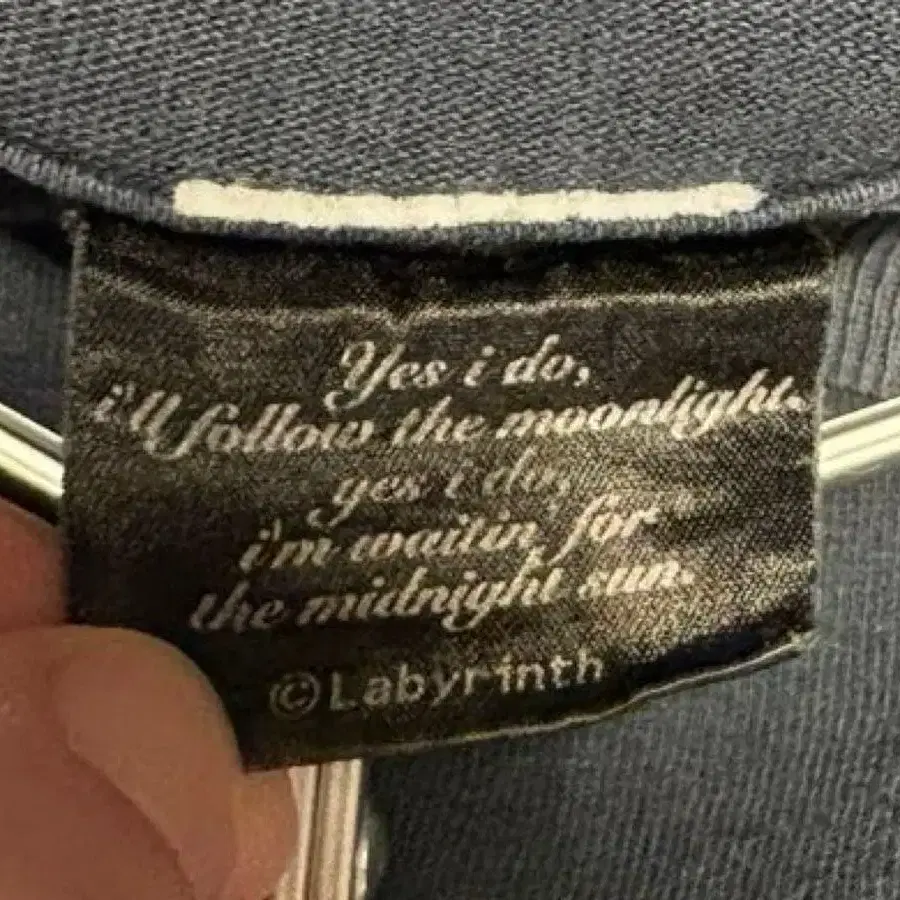 Yes i do,
i'll follow the moonlight.
yes i do,
i'm waitin' for
the midnight sun.
©Labyrinth